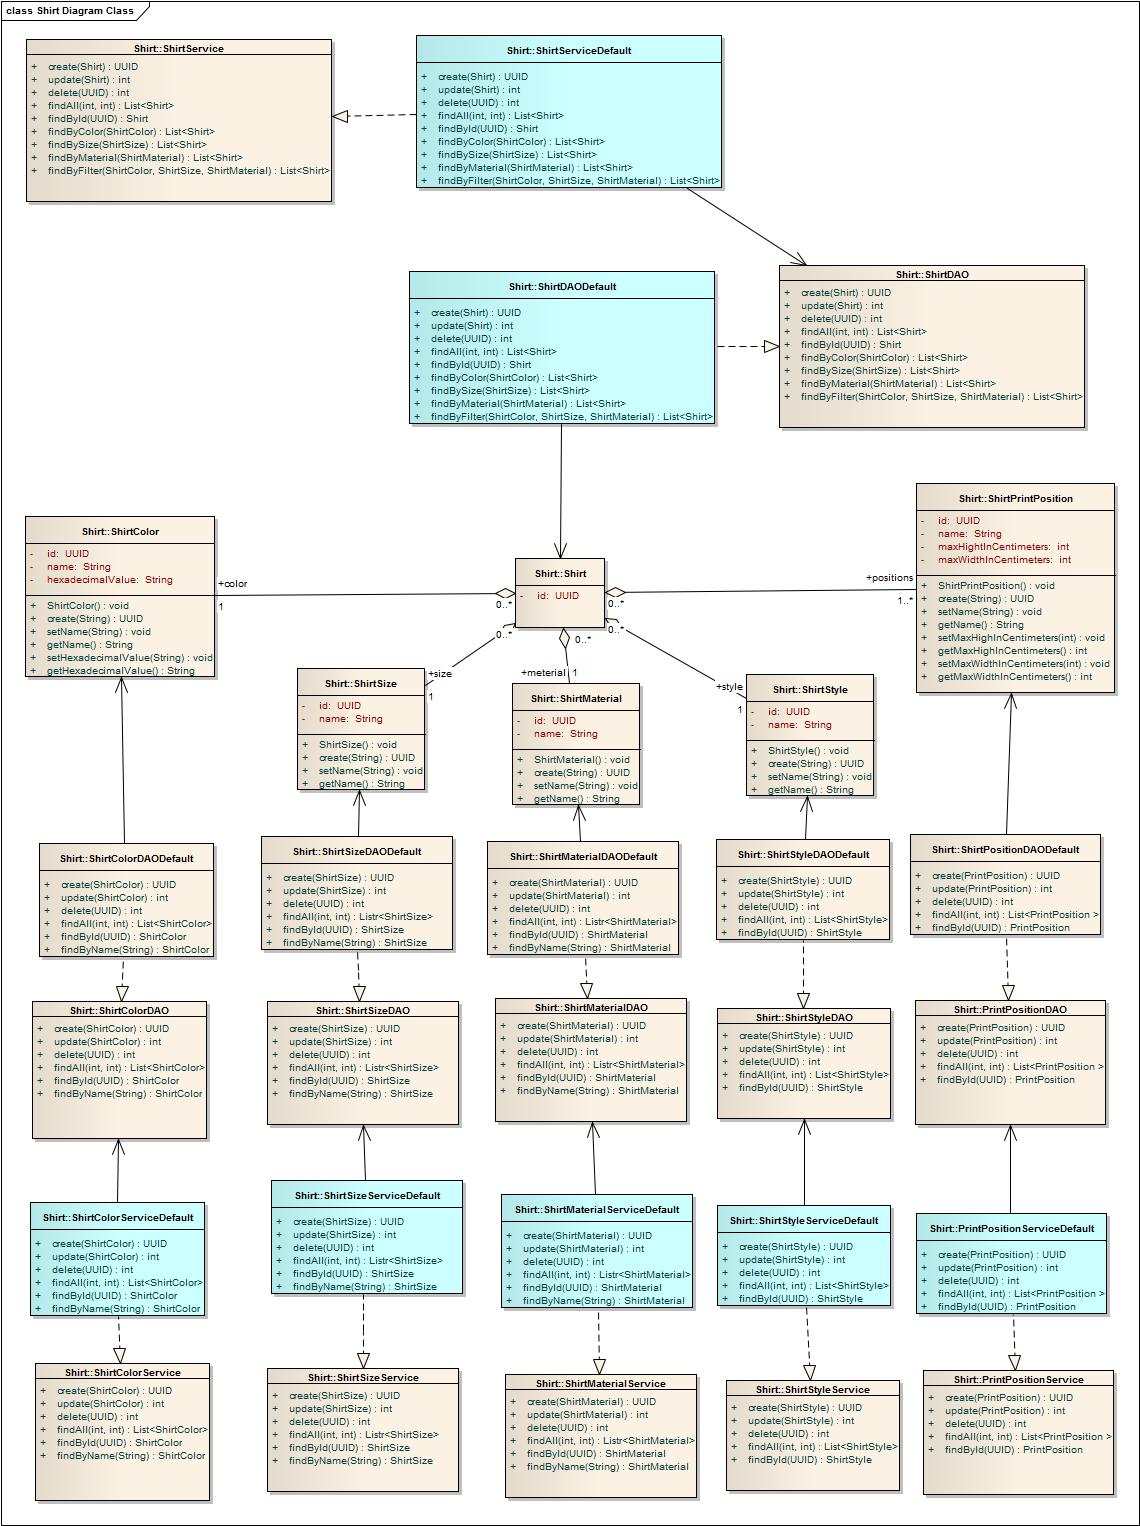 class Shirt Diagram Class
Shirt::ShirtService
+ create(Shirt) : UUID
+ update(Shirt) : int
+ delete(UUID) : int
+ findAll(int, int) : List<Shirt>
+ findById(UUID) : Shirt
+ findByColor(ShirtColor) : List<Shirt>
+ findBySize(ShirtSize) : List<Shirt>
+ findByMaterial(ShirtMaterial) : List<Shirt>
+ findByFilter(ShirtColor, ShirtSize, ShirtMaterial) : List<Shirt>
Shirt::ShirtServiceDefault
+ create(Shirt) : UUID
+ update(Shirt) : int
+ delete(UUID) : int
+ findAll(int, int) : List<Shirt>
+ findById(UUID) : Shirt
+ findByColor(ShirtColor) : List<Shirt>
+ findBySize(ShirtSize) : List<Shirt>
+ findByMaterial(ShirtMaterial) : List<Shirt>
+ findByFilter(ShirtColor, ShirtSize, ShirtMaterial) : List<Shirt>
Shirt::ShirtDAODefault
+ create(Shirt) : UUID
+ update(Shirt) : int
+ delete(UUID) : int
+ findAll(int, int) : List<Shirt>
+ findById(UUID) : Shirt
+ findByColor(ShirtColor) : List<Shirt>
+ findBySize(ShirtSize) : List<Shirt>
+ findByMaterial(ShirtMaterial) : List<Shirt>
+ findByFilter(ShirtColor, ShirtSize, ShirtMaterial) : List<Shirt>
Shirt::ShirtDAO
+ create(Shirt) : UUID
+ update(Shirt) : int
+ delete(UUID) : int
+ findAll(int, int) : List<Shirt>
+ findById(UUID) : Shirt
+ findByColor(ShirtColor) : List<Shirt>
+ findBySize(ShirtSize) : List<Shirt>
+ findByMaterial(ShirtMaterial) : List<Shirt>
+ findByFilter(ShirtColor, ShirtSize, ShirtMaterial) : List<Shirt>
Shirt::ShirtColor
- id: UUID
- name: String
- hexadecimalValue: String
+ ShirtColor() : void
+ create(String) : UUID
+ setName(String) : void
+ getName() : String
+ setHexadecimalValue(String) : void
+ getHexadecimalValue() : String
+color
1
0..*
Shirt::Shirt
- id: UUID
0..*
+positions
1..*
Shirt::ShirtPrintPosition
- id: UUID
- name: String
- maxHightInCentimeters: int
- maxWidthInCentimeters: int
+ ShirtPrintPosition() : void
+ create(String) : UUID
+ setName(String) : void
+ getName() : String
+ setMaxHighInCentimeters(int) : void
+ getMaxHighInCentimeters() : int
+ setMaxWidthInCentimeters(int) : void
+ getMaxWidthInCentimeters() : int
0..*
0..*
0..*
+size
1
+meterial
1
+style
1
Shirt::ShirtSize
- id: UUID
- name: String
+ ShirtSize() : void
+ create(String) : UUID
+ setName(String) : void
+ getName() : String
Shirt::ShirtMaterial
- id: UUID
- name: String
+ ShirtMaterial() : void
+ create(String) : UUID
+ setName(String) : void
+ getName() : String
Shirt::ShirtStyle
- id: UUID
- name: String
+ ShirtStyle() : void
+ create(String) : UUID
+ setName(String) : void
+ getName() : String
Shirt::ShirtColorDAODefault
+ create(ShirtColor) : UUID
+ update(ShirtColor) : int
+ delete(UUID) : int
+ findAll(int, int) : List<ShirtColor>
+ findById(UUID) : ShirtColor
+ findByName(String) : ShirtColor
Shirt::ShirtSizeDAODefault
+ create(ShirtSize) : UUID
+ update(ShirtSize) : int
+ delete(UUID) : int
+ findAll(int, int) : Listr<ShirtSize>
+ findById(UUID) : ShirtSize
+ findByName(String) : ShirtSize
Shirt::ShirtMaterialDAODefault
+ create(ShirtMaterial) : UUID
+ update(ShirtMaterial) : int
+ delete(UUID) : int
+ findAll(int, int) : Listr<ShirtMaterial>
+ findById(UUID) : ShirtMaterial
+ findByName(String) : ShirtMaterial
Shirt::ShirtStyleDAODefault
+ create(ShirtStyle) : UUID
+ update(ShirtStyle) : int
+ delete(UUID) : int
+ findAll(int, int) : List<ShirtStyle>
+ findById(UUID) : ShirtStyle
Shirt::ShirtPositionDAODefault
+ create(PrintPosition) : UUID
+ update(PrintPosition) : int
+ delete(UUID) : int
+ findAll(int, int) : List<PrintPosition >
+ findById(UUID) : PrintPosition
Shirt::ShirtColorDAO
+ create(ShirtColor) : UUID
+ update(ShirtColor) : int
+ delete(UUID) : int
+ findAll(int, int) : List<ShirtColor>
+ findById(UUID) : ShirtColor
+ findByName(String) : ShirtColor
Shirt::ShirtSizeDAO
+ create(ShirtSize) : UUID
+ update(ShirtSize) : int
+ delete(UUID) : int
+ findAll(int, int) : Listr<ShirtSize>
+ findById(UUID) : ShirtSize
+ findByName(String) : ShirtSize
Shirt::ShirtMaterialDAO
+ create(ShirtMaterial) : UUID
+ update(ShirtMaterial) : int
+ delete(UUID) : int
+ findAll(int, int) : Listr<ShirtMaterial>
+ findById(UUID) : ShirtMaterial
+ findByName(String) : ShirtMaterial
Shirt::ShirtStyleDAO
+ create(ShirtStyle) : UUID
+ update(ShirtStyle) : int
+ delete(UUID) : int
+ findAll(int, int) : List<ShirtStyle>
+ findById(UUID) : ShirtStyle
Shirt::PrintPositionDAO
+ create(PrintPosition) : UUID
+ update(PrintPosition) : int
+ delete(UUID) : int
+ findAll(int, int) : List<PrintPosition >
+ findById(UUID) : PrintPosition
Shirt::ShirtColorServiceDefault
+ create(ShirtColor) : UUID
+ update(ShirtColor) : int
+ delete(UUID) : int
+ findAll(int, int) : List<ShirtColor>
+ findById(UUID) : ShirtColor
+ findByName(String) : ShirtColor
Shirt::ShirtSizeServiceDefault
+ create(ShirtSize) : UUID
+ update(ShirtSize) : int
+ delete(UUID) : int
+ findAll(int, int) : Listr<ShirtSize>
+ findById(UUID) : ShirtSize
+ findByName(String) : ShirtSize
Shirt::ShirtMaterialServiceDefault
+ create(ShirtMaterial) : UUID
+ update(ShirtMaterial) : int
+ delete(UUID) : int
+ findAll(int, int) : Listr<ShirtMaterial>
+ findById(UUID) : ShirtMaterial
+ findByName(String) : ShirtMaterial
Shirt::ShirtStyleServiceDefault
+ create(ShirtStyle) : UUID
+ update(ShirtStyle) : int
+ delete(UUID) : int
+ findAll(int, int) : List<ShirtStyle>
+ findById(UUID) : ShirtStyle
Shirt::PrintPositionServiceDefault
+ create(PrintPosition) : UUID
+ update(PrintPosition) : int
+ delete(UUID) : int
+ findAll(int, int) : List<PrintPosition >
+ findById(UUID) : PrintPosition
Shirt::ShirtColorService
+ create(ShirtColor) : UUID
+ update(ShirtColor) : int
+ delete(UUID) : int
+ findAll(int, int) : List<ShirtColor>
+ findById(UUID) : ShirtColor
+ findByName(String) : ShirtColor
Shirt::ShirtSizeService
+ create(ShirtSize) : UUID
+ update(ShirtSize) : int
+ delete(UUID) : int
+ findAll(int, int) : Listr<ShirtSize>
+ findById(UUID) : ShirtSize
+ findByName(String) : ShirtSize
Shirt::ShirtMaterialService
+ create(ShirtMaterial) : UUID
+ update(ShirtMaterial) : int
+ delete(UUID) : int
+ findAll(int, int) : Listr<ShirtMaterial>
+ findById(UUID) : ShirtMaterial
+ findByName(String) : ShirtMaterial
Shirt::ShirtStyleService
+ create(ShirtStyle) : UUID
+ update(ShirtStyle) : int
+ delete(UUID) : int
+ findAll(int, int) : List<ShirtStyle>
+ findById(UUID) : ShirtStyle
Shirt::PrintPositionService
+ create(PrintPosition) : UUID
+ update(PrintPosition) : int
+ delete(UUID) : int
+ findAll(int, int) : List<PrintPosition >
+ findById(UUID) : PrintPosition